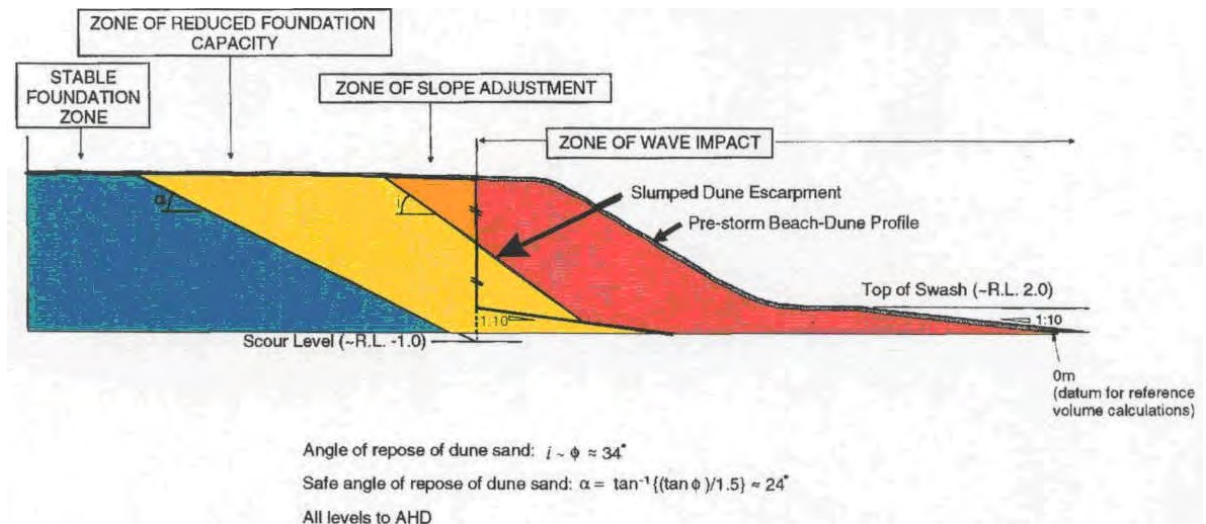 ZONE OF REDUCED FOUNDATION
CAPACITY
STABLE
FOUNDATION
ZONE
ZONE OF SLOPE ADJUSTMENT
ZONE OF WAVE IMPACT
α
i
Slumped Dune Escarpment
Pre-storm Beach-Dune Profile
Top of Swash (~R.L. 2.0)
1:10
1:10
Scour Level (~R.L. -1.0)
0m
(datum for reference
volume calculations)
Angle of repose of dune sand: i ~ ϕ ≈ 34°
Safe angle of repose of dune sand: α = tan⁻¹{(tan ϕ)/1.5} ≈ 24°
All levels to AHD